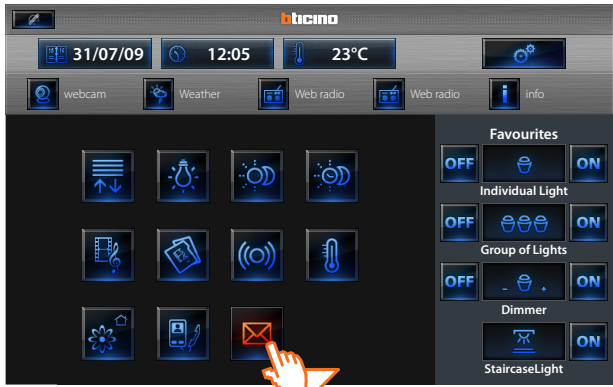 bticino
31/07/09 12:05 23°C
webcam Weather Web radio Web radio info
Favourites
OFF ON
Individual Light
OFF ON
Group of Lights
OFF - + ON
Dimmer
ON
StaircaseLight